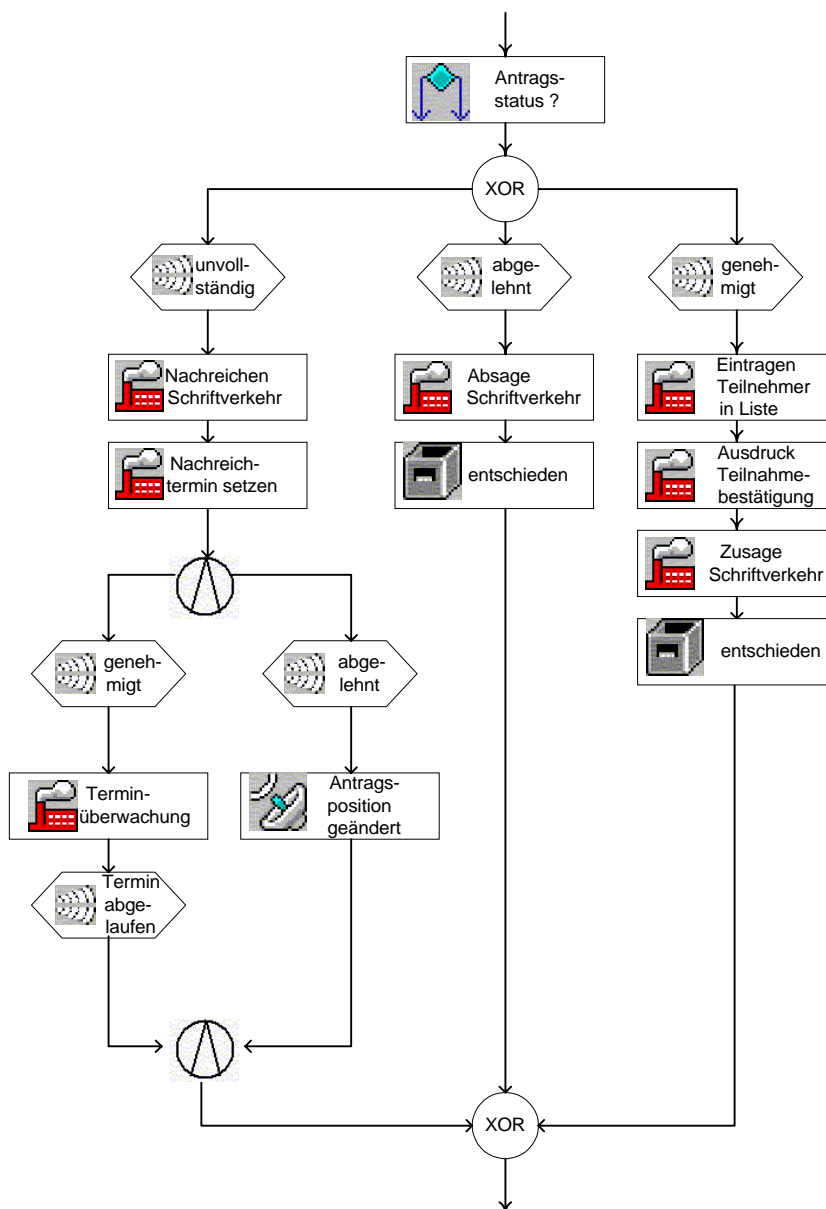 Antrags-
status ?
XOR
unvoll-
ständig
abge-
lehnt
geneh-
migt
Nachreichen
Schriftverkehr
Absage
Schriftverkehr
Eintragen
Teilnehmer
in Liste
Nachreich-
termin setzen
entschieden
Ausdruck
Teilnahme-
bestätigung
Zusage
Schriftverkehr
entschieden
geneh-
migt
abge-
lehnt
Termin-
überwachung
Antrags-
position
geändert
Termin
abge-
laufen
XOR